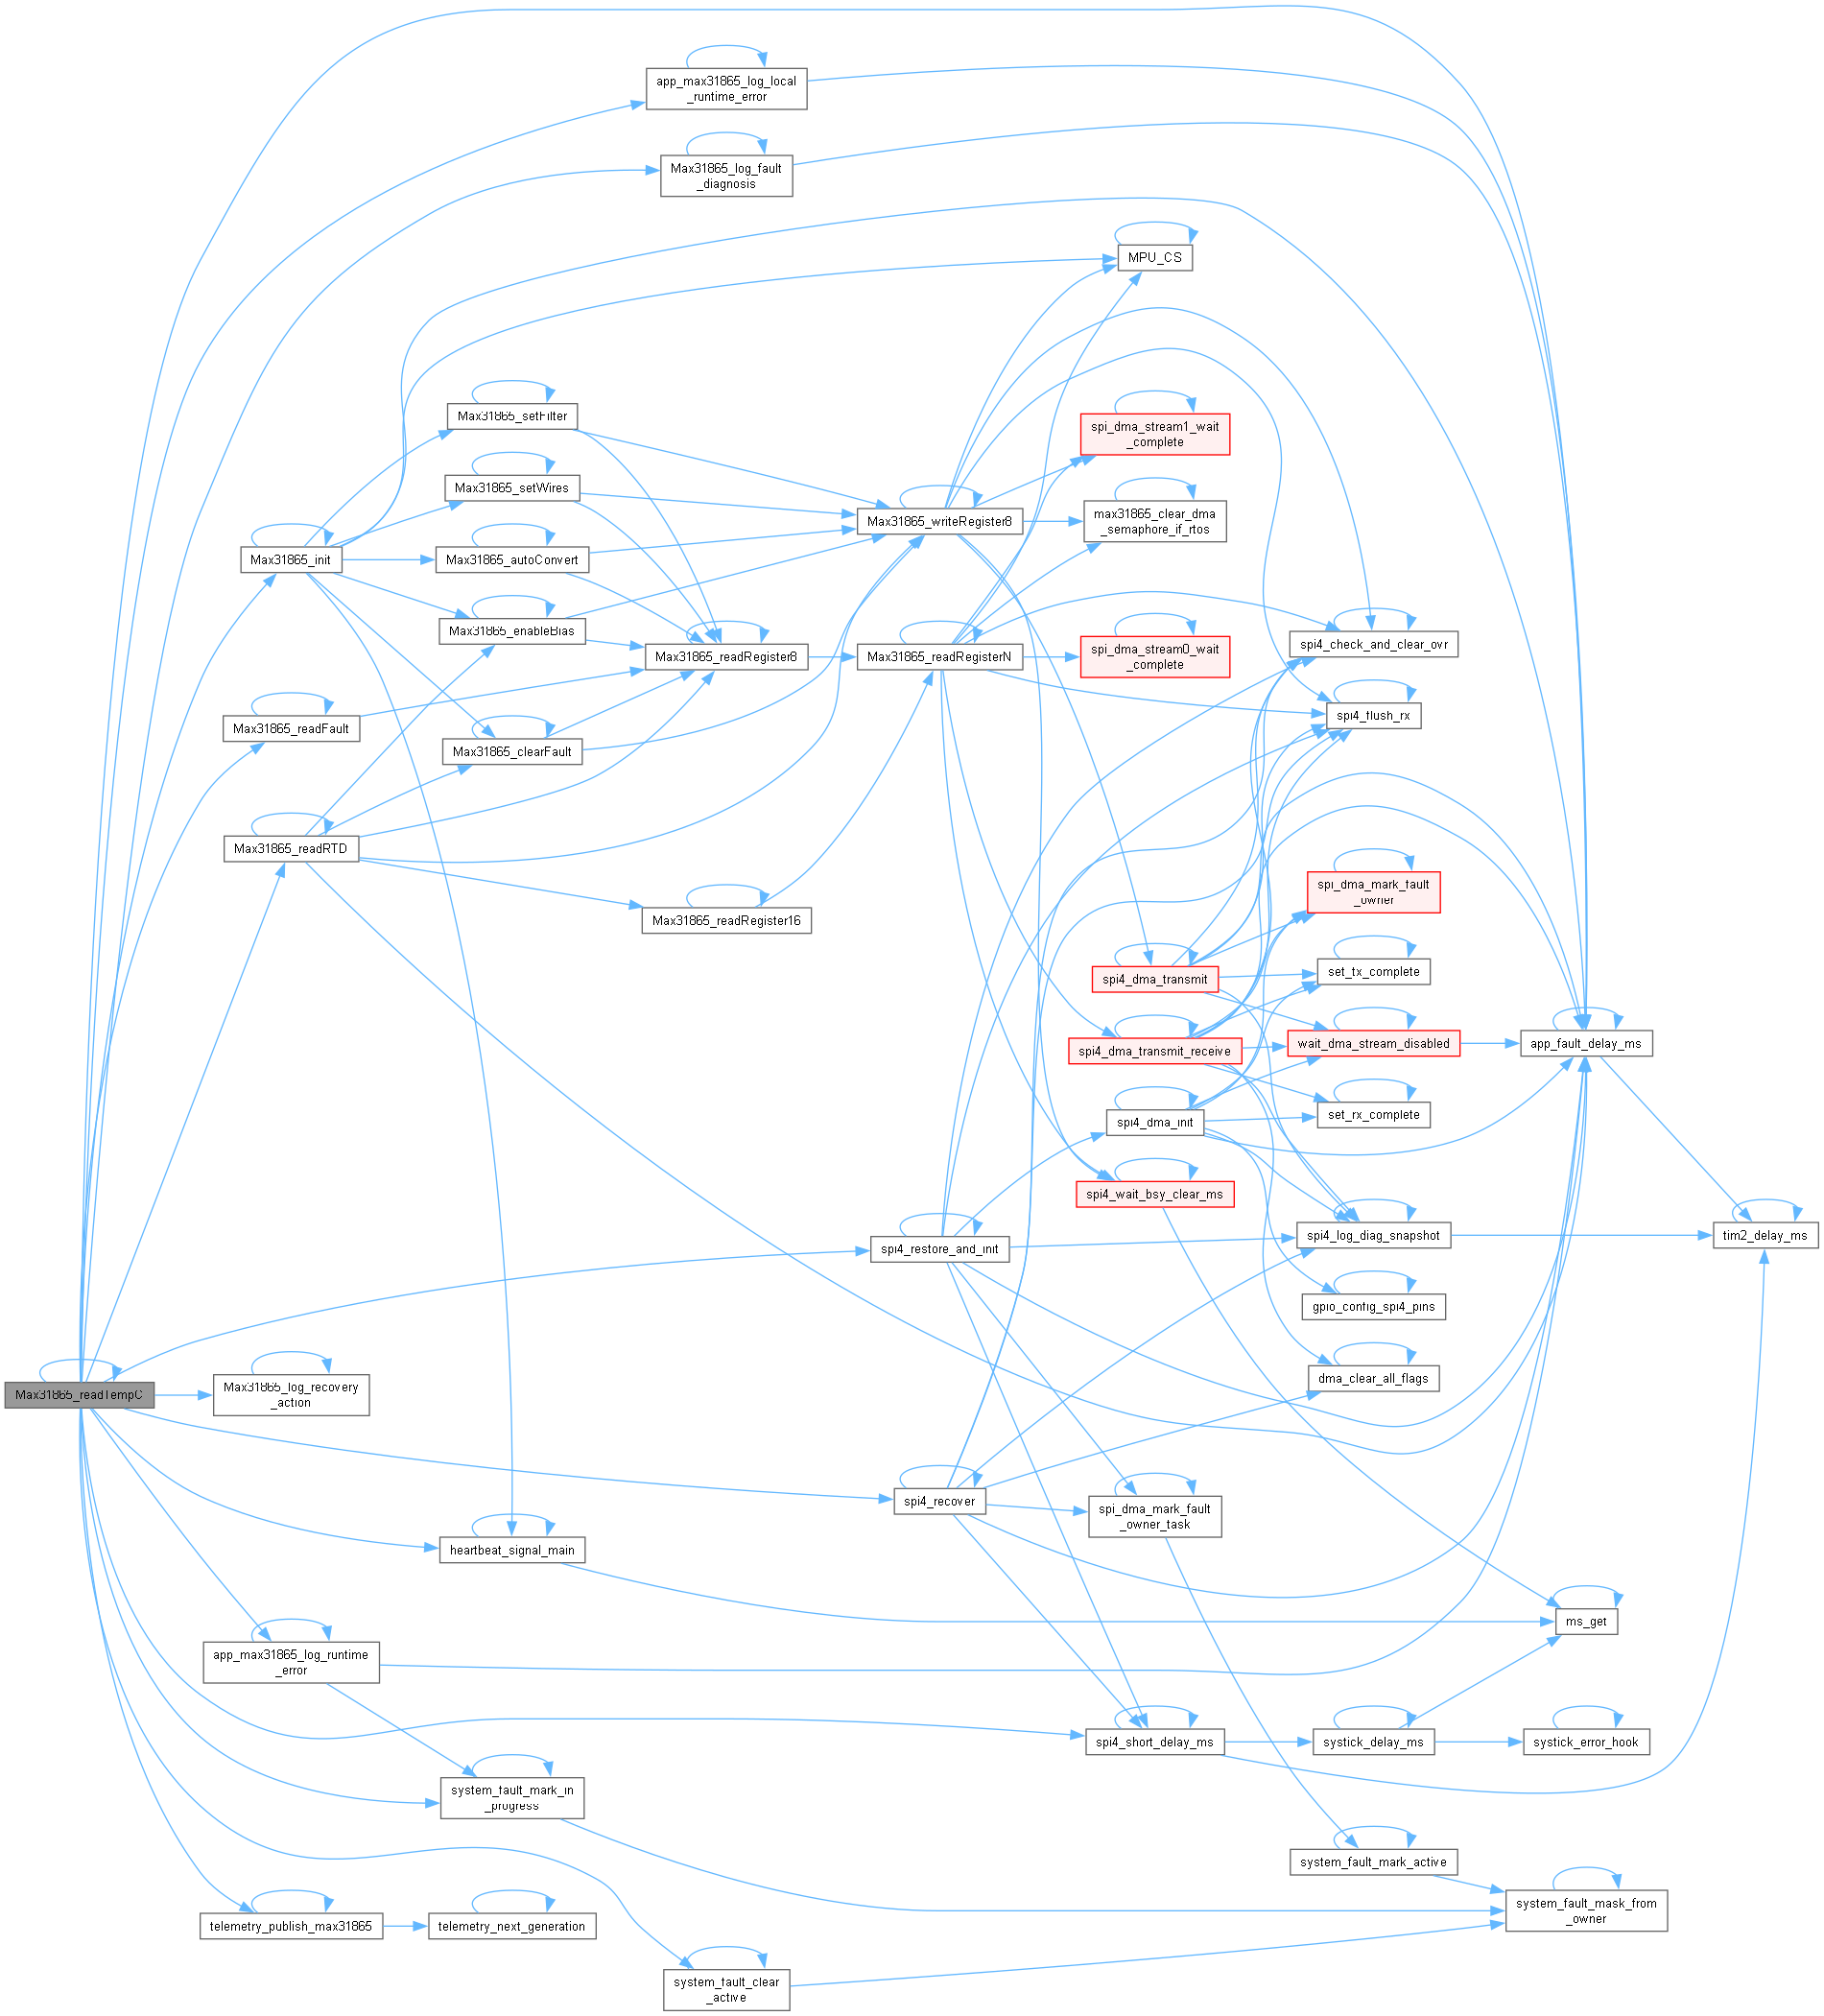 app_max31865_log_local
_runtime_error
Max31865_log_fault
_diagnosis
MPU_CS
Max31865_setFilter
spi_dma_stream1_wait
_complete
Max31865_setWires
max31865_clear_dma
_semaphore_if_rtos
Max31865_writeRegister8
Max31865_init
Max31865_autoConvert
Max31865_enableBias
spi4_check_and_clear_ovr
Max31865_readRegister8
Max31865_readRegisterN
spi_dma_stream0_wait
_complete
spi4_flush_rx
Max31865_readFault
Max31865_clearFault
Max31865_readRTD
spi_dma_mark_fault
_owner
Max31865_readRegister16
spi4_dma_transmit
set_tx_complete
spi4_dma_transmit_receive
wait_dma_stream_disabled
app_fault_delay_ms
spi4_dma_init
set_rx_complete
spi4_wait_bsy_clear_ms
spi4_restore_and_init
spi4_log_diag_snapshot
tim2_delay_ms
gpio_config_spi4_pins
Max31865_readTempC
Max31865_log_recovery
_action
dma_clear_all_flags
spi4_recover
spi_dma_mark_fault
_owner_task
heartbeat_signal_main
ms_get
app_max31865_log_runtime
_error
spi4_short_delay_ms
systick_delay_ms
systick_error_hook
system_fault_mark_in
_progress
system_fault_mark_active
telemetry_publish_max31865
telemetry_next_generation
system_fault_mask_from
_owner
system_fault_clear
_active